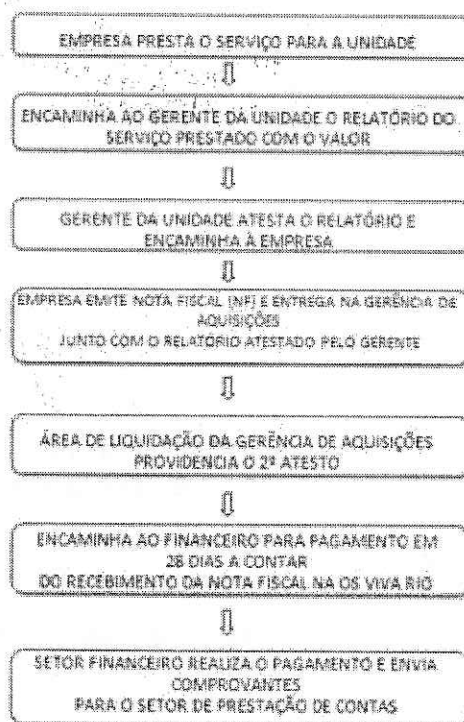 EMPRESA PRESTA O SERVIÇO PARA A UNIDADE
ENCAMINHA AO GERENTE DA UNIDADE O RELATÓRIO DO
SERVIÇO PRESTADO COM O VALOR
GERENTE DA UNIDADE ATESTA O RELATÓRIO E
ENCAMINHA À EMPRESA
EMPRESA EMITE NOTA FISCAL (NF) E ENTREGA NA GERÊNCIA DE
AQUISIÇÕES
JUNTO COM O RELATÓRIO ATESTADO PELO GERENTE
ÁREA DE LIQUIDAÇÃO DA GERÊNCIA DE AQUISIÇÕES
PROVIDENCIA O 2º ATESTO
ENCAMINHA AO FINANCEIRO PARA PAGAMENTO EM
28 DIAS A CONTAR
DO RECEBIMENTO DA NOTA FISCAL NA OS VIVA RIO
SETOR FINANCEIRO REALIZA O PAGAMENTO E ENVIA
COMPROVANTES
PARA O SETOR DE PRESTAÇÃO DE CONTAS